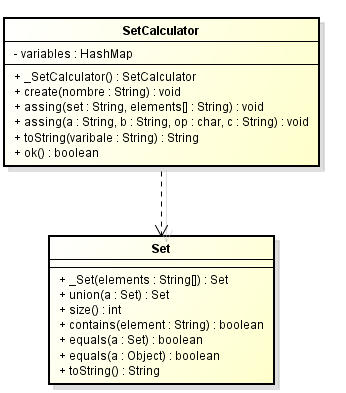 SetCalculator
- variables : HashMap
+ _SetCalculator() : SetCalculator
+ create(nombre : String) : void
+ assing(set : String, elements[] : String) : void
+ assing(a : String, b : String, op : char, c : String) : void
+ toString(varibale : String) : String
+ ok() : boolean
Set
+ _Set(elements : String[]) : Set
+ union(a : Set) : Set
+ size() : int
+ contains(element : String) : boolean
+ equals(a : Set) : boolean
+ equals(a : Object) : boolean
+ toString() : String